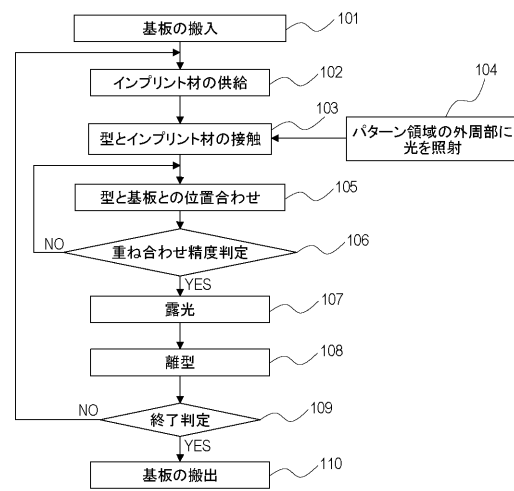 基板の搬入
101
インプリント材の供給
102
型とインプリント材の接触
103
104
パターン領域の外周部に
光を照射
型と基板との位置合わせ
105
重ね合わせ精度判定
106
NO
YES
露光
107
離型
108
終了判定
109
NO
YES
基板の搬出
110